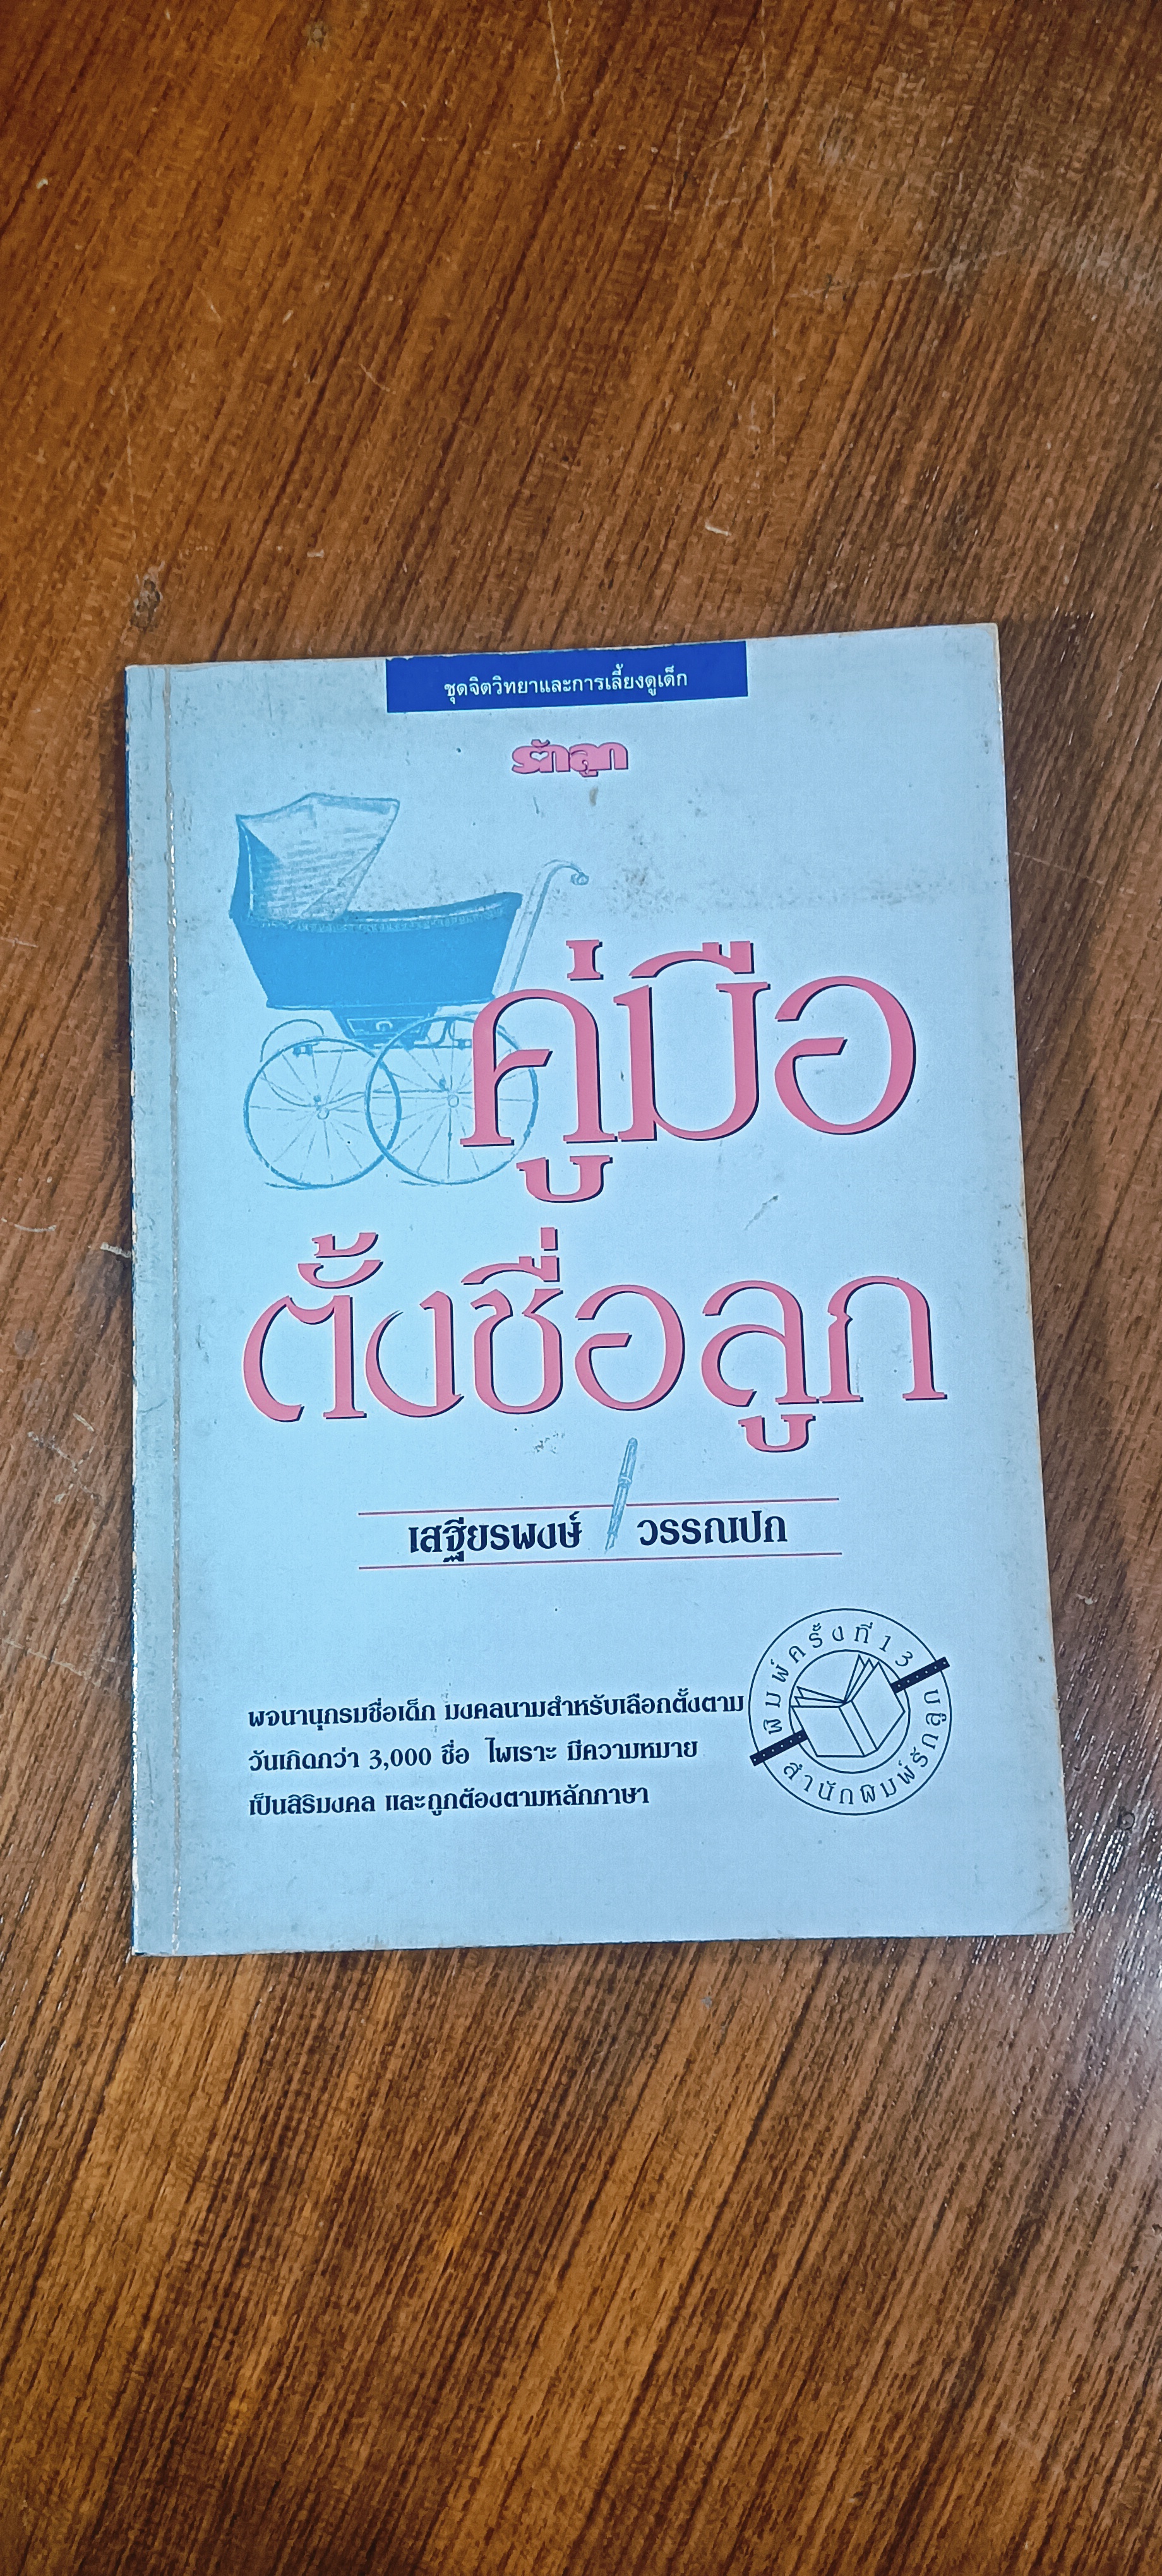 ชุดจิตวิทยาและการเลี้ยงดูเด็ก
รักลูก
คู่มือ
ตั้งชื่อลูก
เสฐียรพงษ์ วรรณปก
พจนานุกรมชื่อเด็ก มงคลนามสำหรับเลือกตั้งตาม
วันเกิดกว่า 3,000 ชื่อ ไพเราะ มีความหมาย
เป็นสิริมงคล และถูกต้องตามหลักภาษา
พิมพ์ครั้งที่ 13
สำนักพิมพ์รักลูก